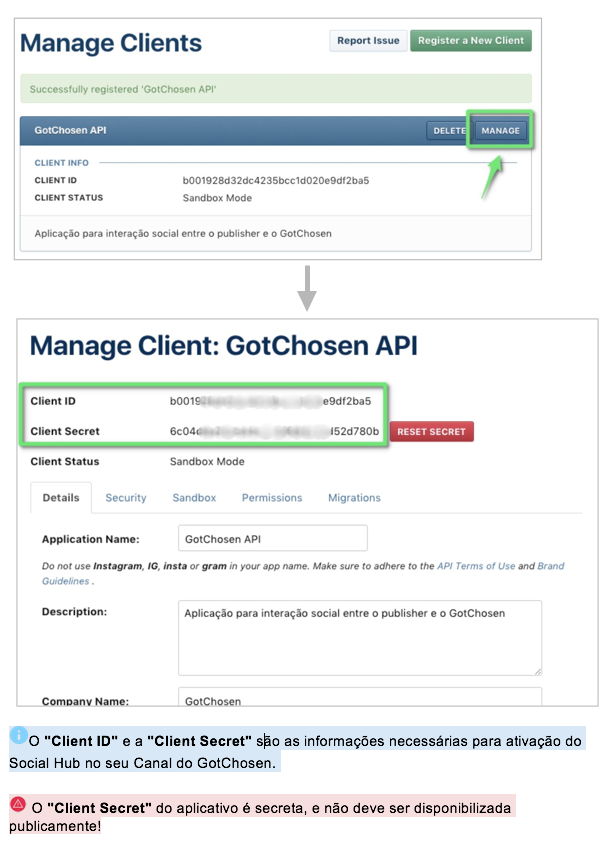 Manage Clients
Report Issue
Register a New Client
Successfully registered 'GotChosen API'
GotChosen API
DELETE
MANAGE
CLIENT INFO
CLIENT ID b001928d32dc4235bcc1d020e9df2ba5
CLIENT STATUS Sandbox Mode
Aplicação para interação social entre o publisher e o GotChosen
Manage Client: GotChosen API
Client ID b0019 e9df2ba5
Client Secret 6c04 d52d780b RESET SECRET
Client Status Sandbox Mode
Details Security Sandbox Permissions Migrations
Application Name: GotChosen API
Do not use Instagram, IG, insta or gram in your app name. Make sure to adhere to the API Terms of Use and Brand
Guidelines .
Description: Aplicação para interação social entre o publisher e o GotChosen
Company Name: GotChosen
O "Client ID" e a "Client Secret" são as informações necessárias para ativação do
Social Hub no seu Canal do GotChosen.
O "Client Secret" do aplicativo é secreta, e não deve ser disponibilizada
publicamente!